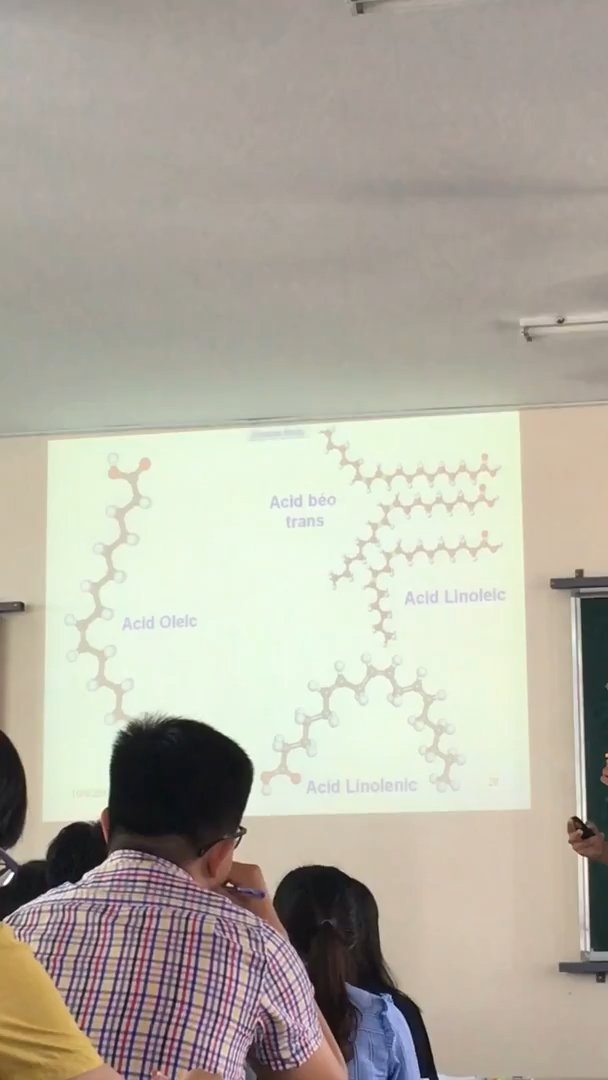 Acid béo
trans
Acid Linoleic
Acid Oleic
Acid Linolenic